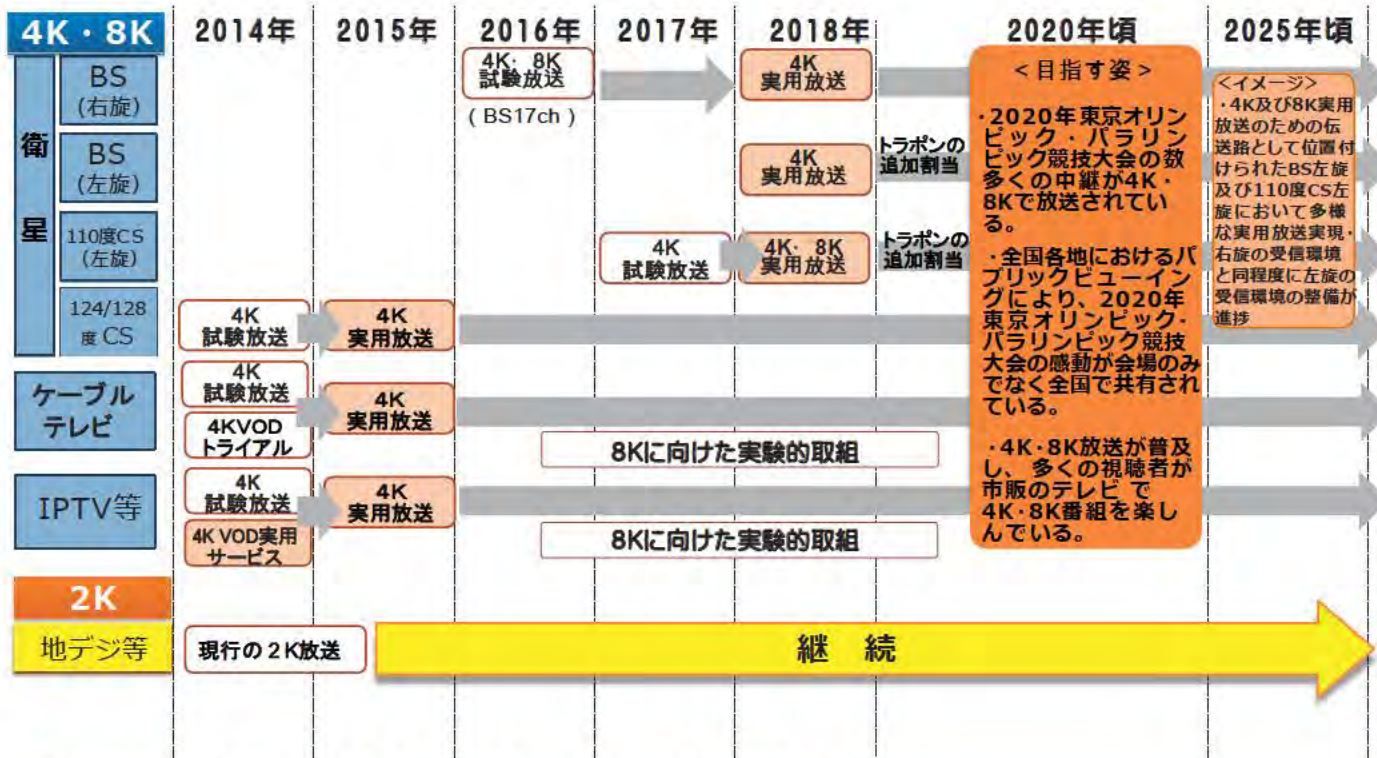 4K・8K
2014年
2015年
2016年
2017年
2018年
2020年頃
2025年頃
衛星
BS
(右旋)
4K・8K
試験放送
(BS17ch)
4K
実用放送
BS
(左旋)
4K
実用放送
トラポンの
追加割当
110度CS
(左旋)
4K
試験放送
4K・8K
実用放送
トラポンの
追加割当
124/128
度CS
4K
試験放送
4K
実用放送
ケーブル
テレビ
4K
試験放送
4KVOD
トライアル
4K
実用放送
8Kに向けた実験的取組
IPTV等
4K
試験放送
4K VOD実用
サービス
4K
実用放送
8Kに向けた実験的取組
<目指す姿>
・2020年東京オリン
ピック・パラリン
ピック競技大会の数
多くの中継が4K・
8Kで放送されてい
る。
・全国各地におけるパ
ブリックビューイン
グにより、2020年
東京オリンピック・
パラリンピック競技
大会の感動が会場のみ
でなく全国で共有され
ている。
・4K・8K放送が普及
し、多くの視聴者が
市販のテレビで
4K・8K番組を楽し
んでいる。
<イメージ>
・4K及び8K実用
放送のための伝
送路として位置付
けられたBS左旋
及び110度CS左
旋において多様
な実用放送実現・
右旋の受信環境
と同程度に左旋の
受信環境の整備が
進捗
2K
地デジ等
現行の2K放送
継続